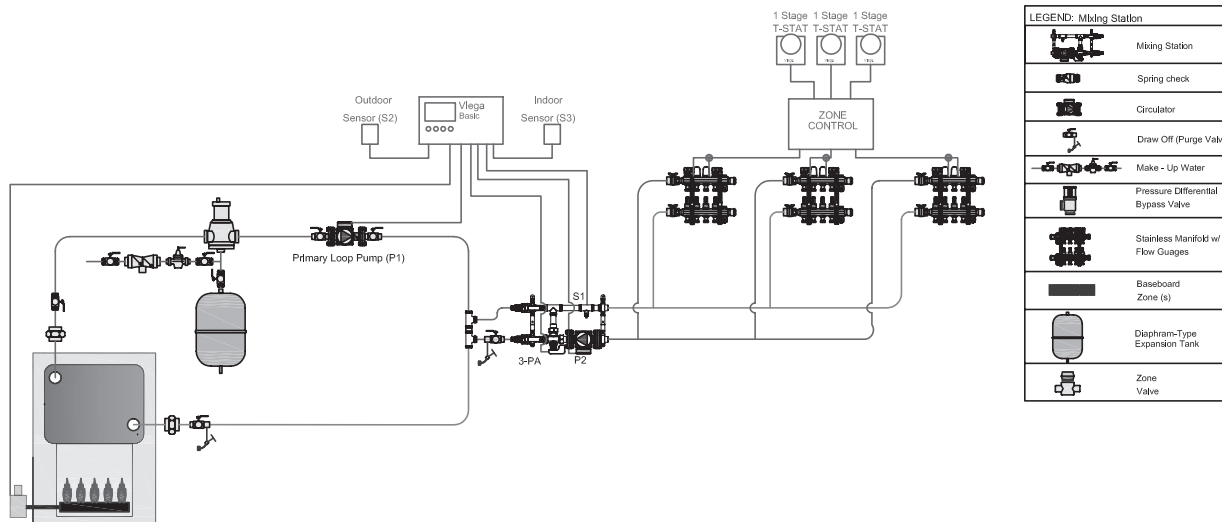 1 Stage 1 Stage 1 Stage
T-STAT T-STAT T-STAT
Outdoor
Sensor (S2)
Vlega
Basic
Indoor
Sensor (S3)
ZONE
CONTROL
Primary Loop Pump (P1)
S1
3-PA
P2
LEGEND: Mixing Station
Mixing Station
Spring check
Circulator
Draw Off (Purge Valv
Make - Up Water
Pressure Differential
Bypass Valve
Stainless Manifold w/
Flow Guages
Baseboard
Zone (s)
Diaphram-Type
Expansion Tank
Zone
Valve